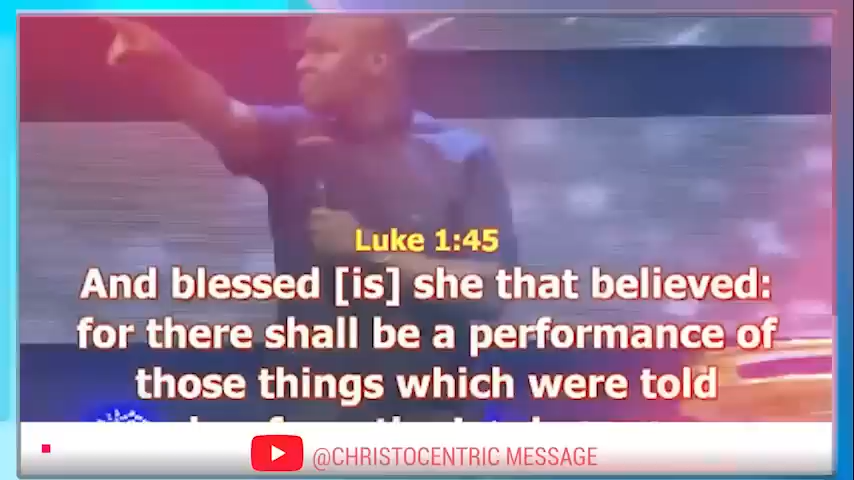 Luke 1:45
And blessed [is] she that believed:
for there shall be a performance of
those things which were told
@CHRISTOCENTRIC MESSAGE